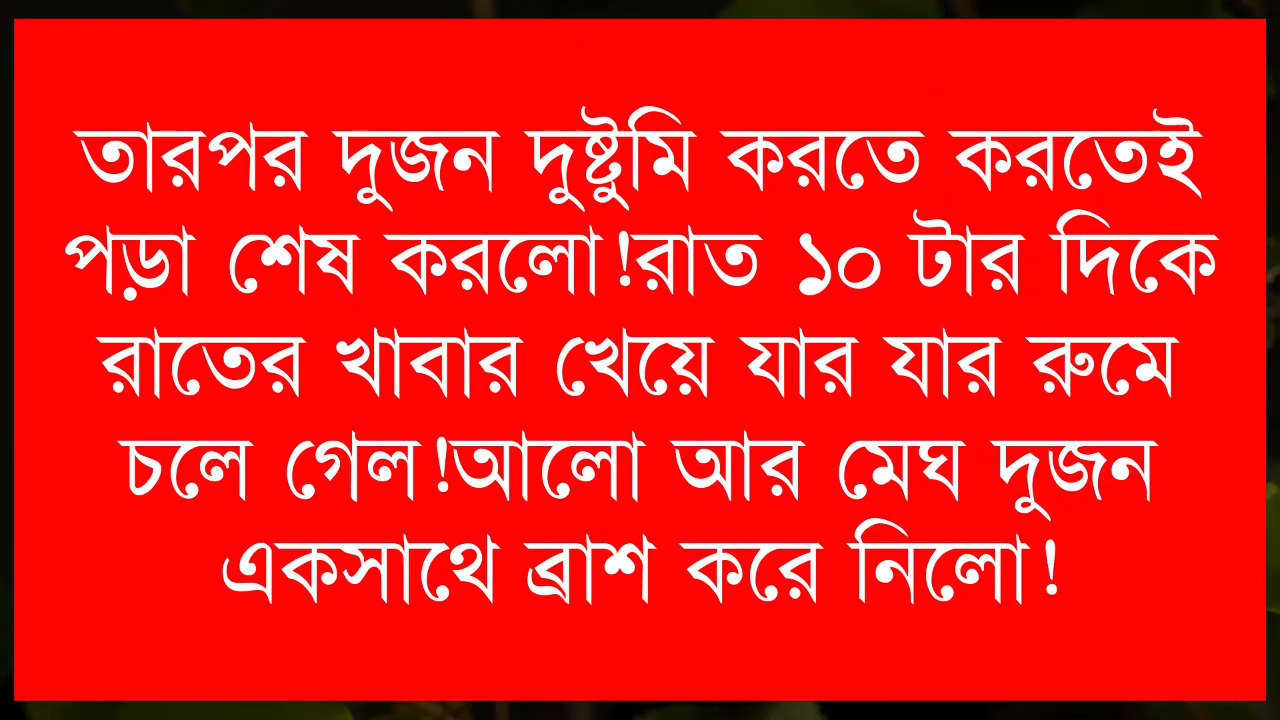 তারপর দুজন দুষ্টুমি করতে করতেই
পড়া শেষ করলো!রাত ১০ টার দিকে
রাতের খাবার খেয়ে যার যার রুমে
চলে গেল!আলো আর মেঘ দুজন
একসাথে ব্রাশ করে নিলো!